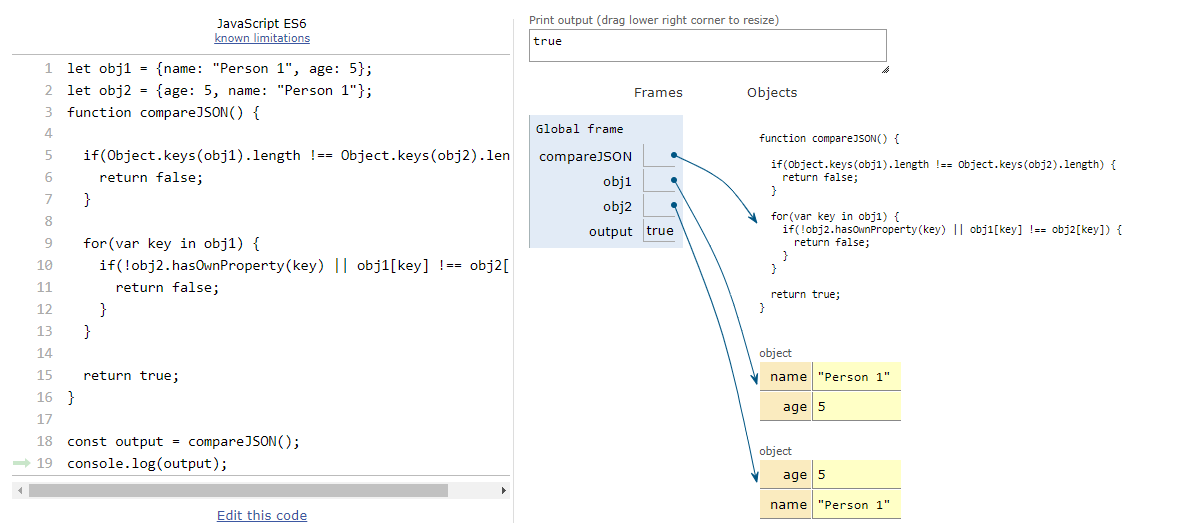 JavaScript ES6
known limitations
1 let obj1 = {name: "Person 1", age: 5};
2 let obj2 = {age: 5, name: "Person 1"};
3 function compareJSON() {
4
5 if(Object.keys(obj1).length !== Object.keys(obj2).len
6 return false;
7 }
8
9 for(var key in obj1) {
10 if(!obj2.hasOwnProperty(key) || obj1[key] !== obj2[
11 return false;
12 }
13 }
14
15 return true;
16 }
17
18 const output = compareJSON();
19 console.log(output);
Edit this code
Print output (drag lower right corner to resize)
true
Frames Objects
Global frame
compareJSON
obj1
obj2
output true
function compareJSON() {
if(Object.keys(obj1).length !== Object.keys(obj2).length) {
return false;
}
for(var key in obj1) {
if(!obj2.hasOwnProperty(key) || obj1[key] !== obj2[key]) {
return false;
}
}
return true;
}
object
name "Person 1"
age 5
object
age 5
name "Person 1"